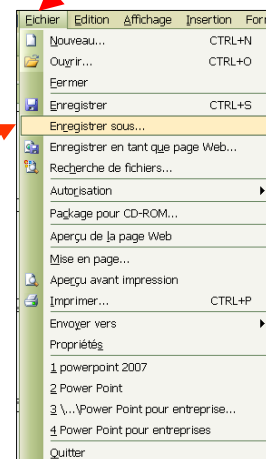 Eichier Edition Affichage Insertion For
Nouveau... CTRL+N
Ouvrir... CTRL+O
Fermer
Enregistrer CTRL+S
Enregistrer sous...
Enregistrer en tant que page Web...
Recherche de fichiers...
Autorisation
Package pour CD-ROM...
Aperçu de la page Web
Mise en page...
Aperçu avant impression
Imprimer... CTRL+P
Envoyer vers
Propriétés
1 powerpoint 2007
2 Power Point
3 \...\Power Point pour entreprise...
4 Power Point pour entreprises
Quitter